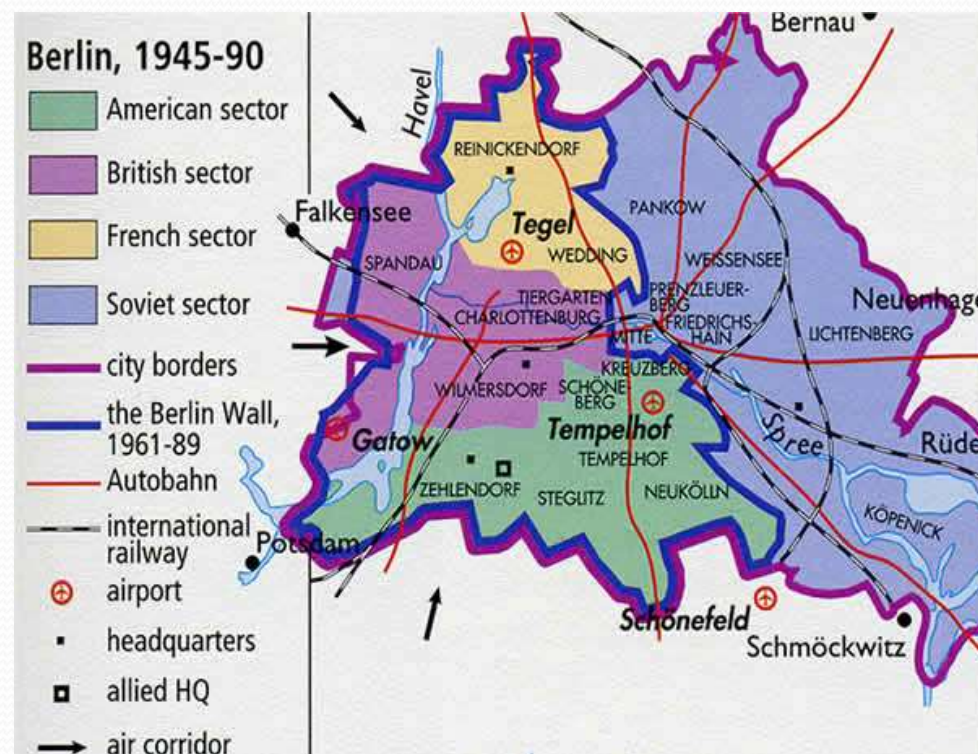 Berlin, 1945-90
American sector
British sector
French sector
Soviet sector
city borders
the Berlin Wall,
1961-89
Autobahn
international
railway
airport
headquarters
allied HQ
air corridor
Bernau
Havel
REINICKENDORF
Falkensee
Tegel
PANKOW
SPANDAU
WEDDING
WEISSENSEE
TIERGARTEN
PRENZLEUER-
BERG
Neuenhage
CHARLOTTENBURG
FRIEDRICHS-
HAIN
MITTE
LICHTENBERG
KREUZBERG
WILMERSDORF
SCHÖNE
BERG
Gatow
Tempelhof
Spree
Rüde
TEMPELHOF
ZEHLENDORF
STEGLITZ
NEUKÖLLN
KÖPENICK
Potsdam
Schönefeld
Schmöckwitz